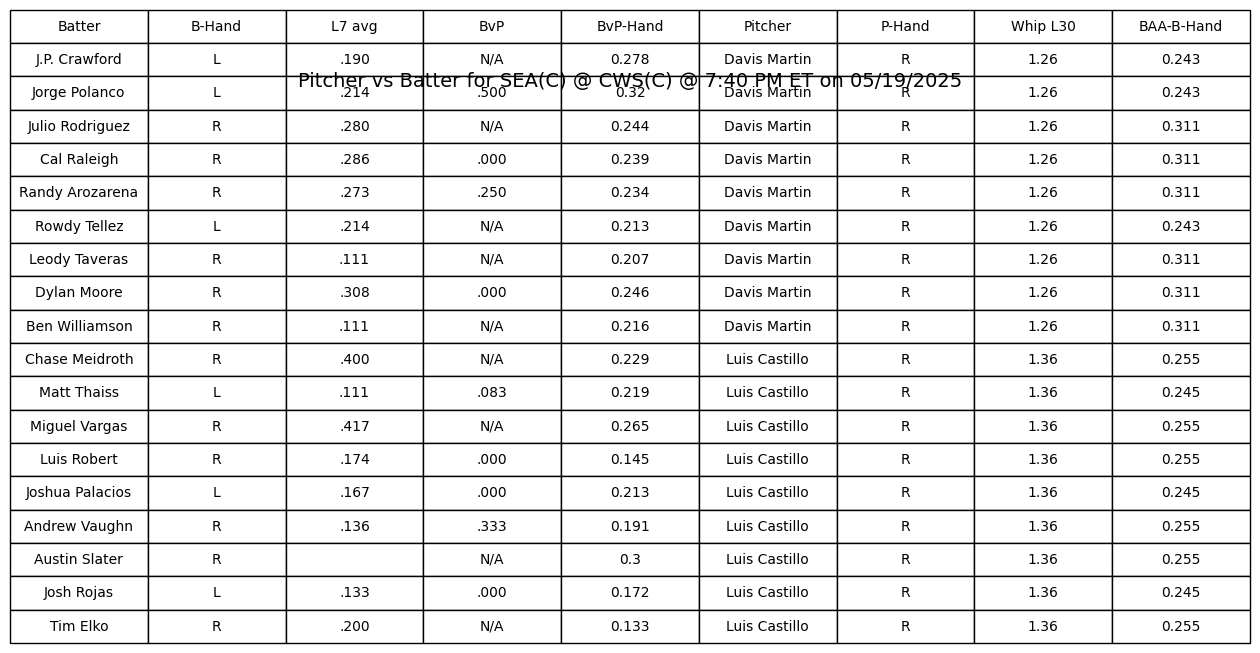 Batter B-Hand L7 avg BvP BvP-Hand Pitcher P-Hand Whip L30 BAA-B-Hand
J.P. Crawford L .190 N/A 0.278 Davis Martin R 1.26 0.243
Pitcher vs Batter for SEA(C) @ CWS(C) @ 7:40 PM ET on 05/19/2025
Jorge Polanco L .214 .500 0.32 Davis Martin R 1.26 0.243
Julio Rodriguez R .280 N/A 0.244 Davis Martin R 1.26 0.311
Cal Raleigh R .286 .000 0.239 Davis Martin R 1.26 0.311
Randy Arozarena R .273 .250 0.234 Davis Martin R 1.26 0.311
Rowdy Tellez L .214 N/A 0.213 Davis Martin R 1.26 0.243
Leody Taveras R .111 N/A 0.207 Davis Martin R 1.26 0.311
Dylan Moore R .308 .000 0.246 Davis Martin R 1.26 0.311
Ben Williamson R .111 N/A 0.216 Davis Martin R 1.26 0.311
Chase Meidroth R .400 N/A 0.229 Luis Castillo R 1.36 0.255
Matt Thaiss L .111 .083 0.219 Luis Castillo R 1.36 0.245
Miguel Vargas R .417 N/A 0.265 Luis Castillo R 1.36 0.255
Luis Robert R .174 .000 0.145 Luis Castillo R 1.36 0.255
Joshua Palacios L .167 .000 0.213 Luis Castillo R 1.36 0.245
Andrew Vaughn R .136 .333 0.191 Luis Castillo R 1.36 0.255
Austin Slater R N/A 0.3 Luis Castillo R 1.36 0.255
Josh Rojas L .133 .000 0.172 Luis Castillo R 1.36 0.245
Tim Elko R .200 N/A 0.133 Luis Castillo R 1.36 0.255